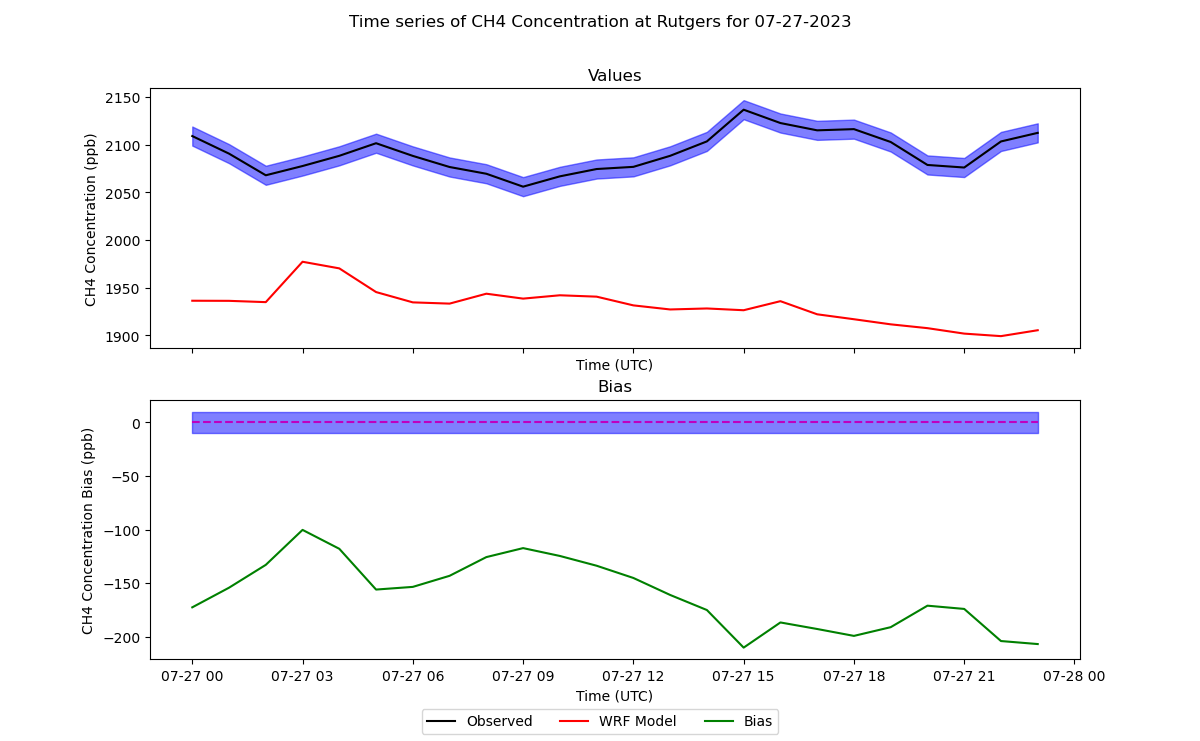 Time series of CH4 Concentration at Rutgers for 07-27-2023
Values
CH4 Concentration (ppb)
2150
2100
2050
2000
1950
1900
Time (UTC)
Bias
CH4 Concentration Bias (ppb)
0
−50
−100
−150
−200
07-27 00 07-27 03 07-27 06 07-27 09 07-27 12 07-27 15 07-27 18 07-27 21 07-28 00
Time (UTC)
Observed WRF Model Bias